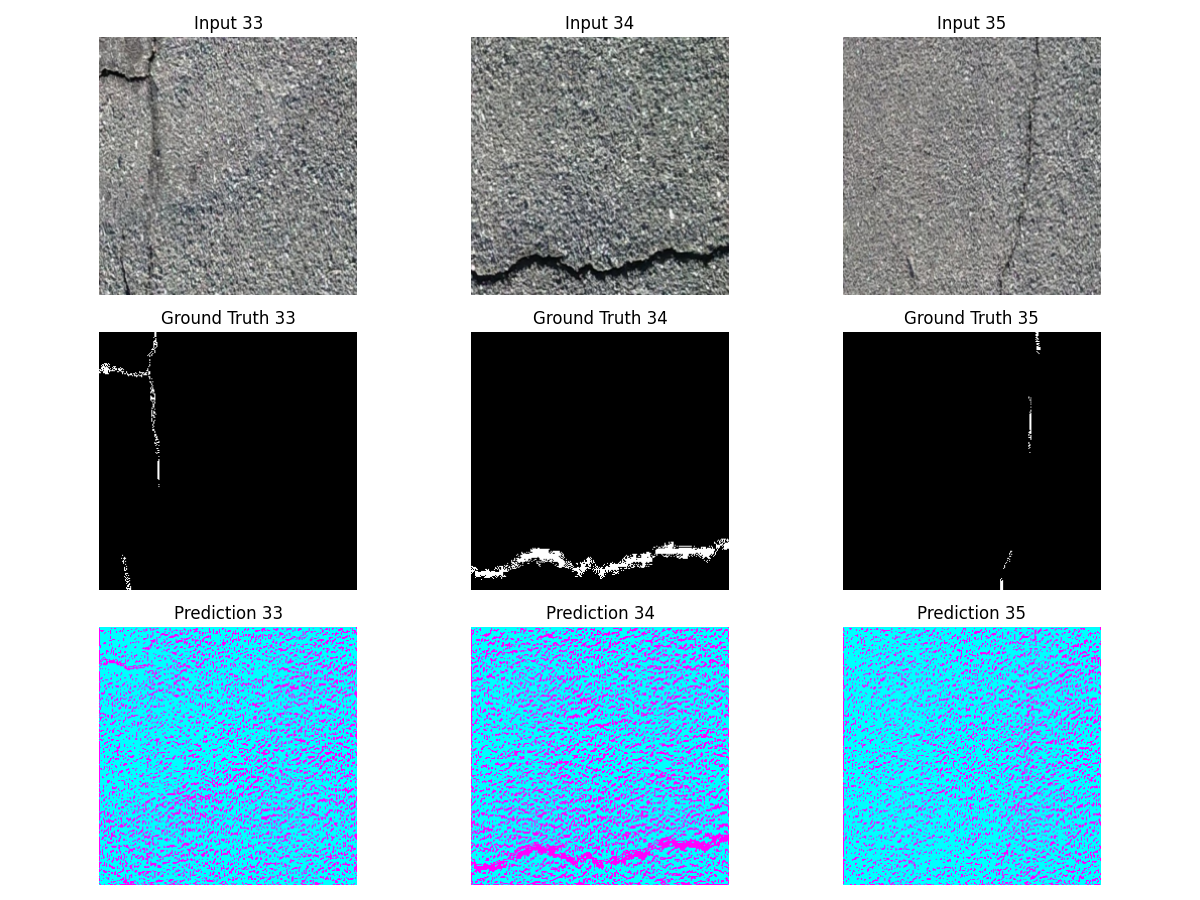 Input 33
Input 34
Input 35
Ground Truth 33
Ground Truth 34
Ground Truth 35
Prediction 33
Prediction 34
Prediction 35